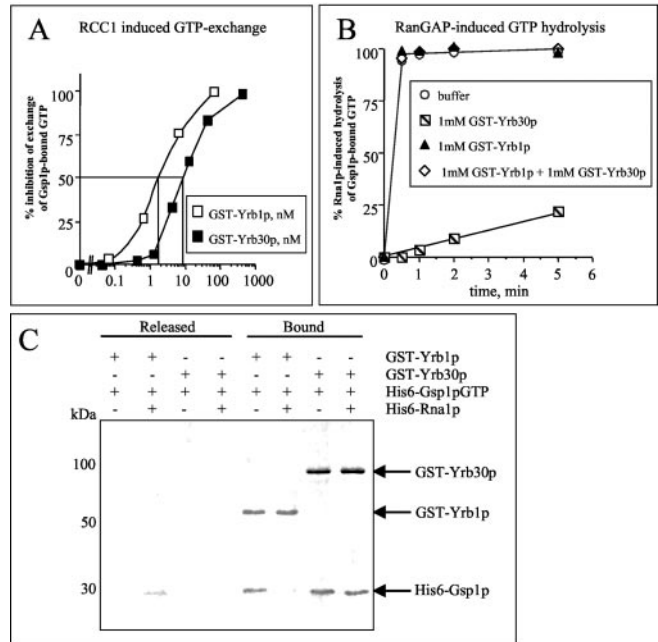 A
RCC1 induced GTP-exchange
% inhibition of exchange
of Gsp1p-bound GTP
100
75
50
25
0
0 0.1 1 10 100 1000
GST-Yrb1p, nM
GST-Yrb30p, nM
B
RanGAP-induced GTP hydrolysis
% Rna1p-induced hydrolysis
of Gsp1p-bound GTP
100
75
50
25
0
buffer
1mM GST-Yrb30p
1mM GST-Yrb1p
1mM GST-Yrb1p + 1mM GST-Yrb30p
0 1 2 3 4 5 6
time, min
C
Released Bound
+ + - - + + - - GST-Yrb1p
- - + + - - + + GST-Yrb30p
+ + + + + + + + His6-Gsp1pGTP
- + - + - + - + His6-Rna1p
kDa
100
50
30
GST-Yrb30p
GST-Yrb1p
His6-Gsp1p